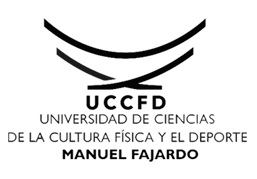 UCCFD
UNIVERSIDAD DE CIENCIAS
DE LA CULTURA FÍSICA Y EL DEPORTE
MANUEL FAJARDO